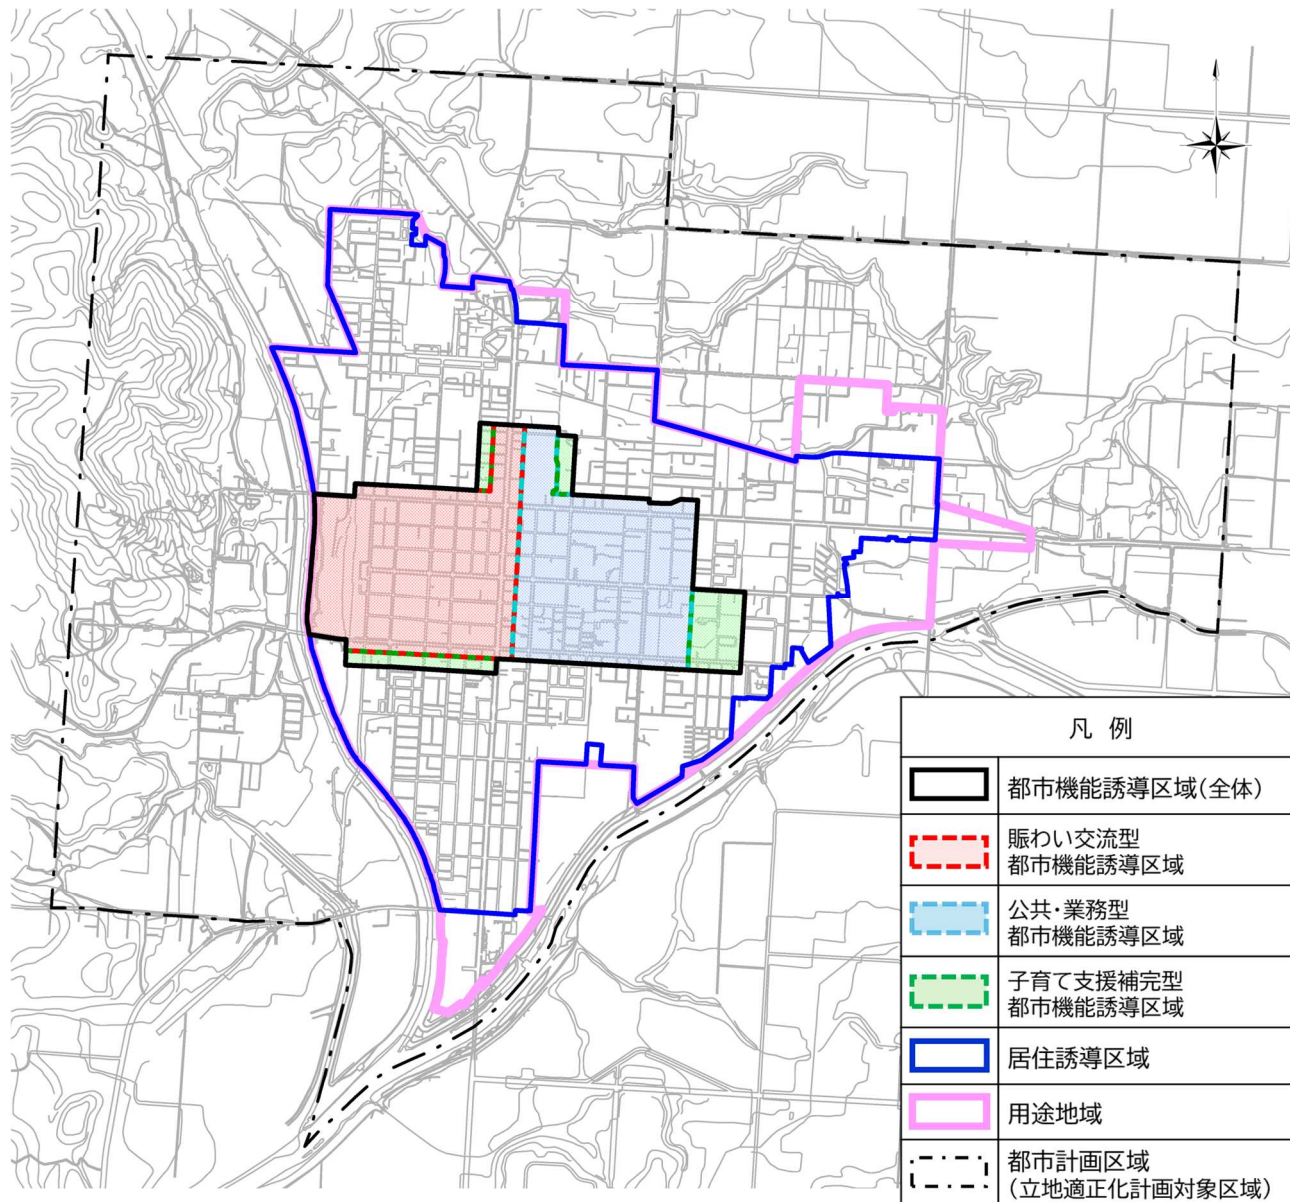 凡 例
都市機能誘導区域(全体)
賑わい交流型
都市機能誘導区域
公共・業務型
都市機能誘導区域
子育て支援補完型
都市機能誘導区域
居住誘導区域
用途地域
都市計画区域
(立地適正化計画対象区域)